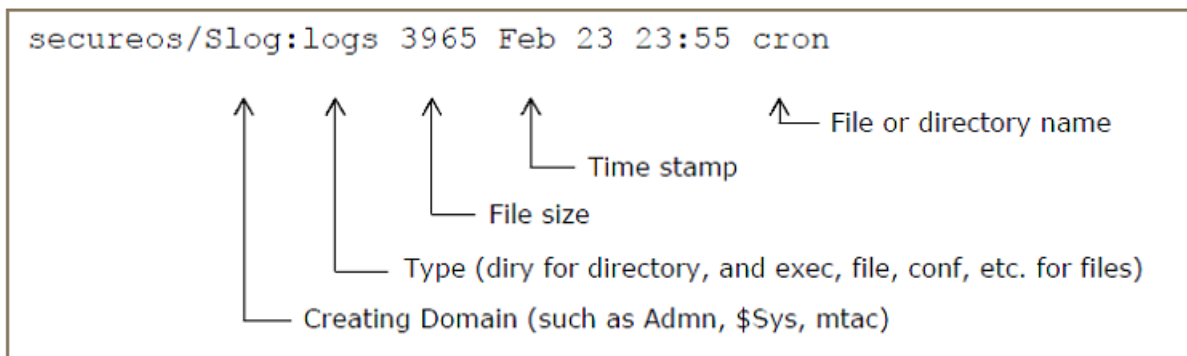 secureos/Slog:logs 3965 Feb 23 23:55 cron
File or directory name
Time stamp
File size
Type (diry for directory, and exec, file, conf, etc. for files)
Creating Domain (such as Admn, $Sys, mtac)